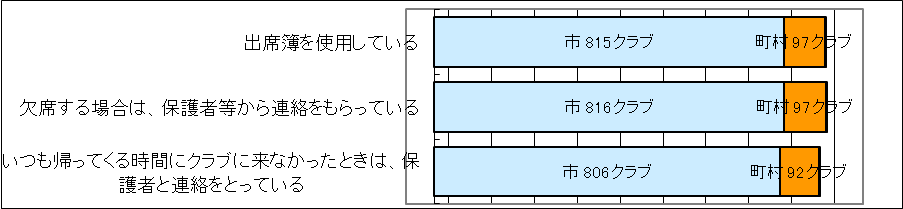 出席簿を使用している
市 815クラブ
町村 97クラブ
欠席する場合は、保護者等から連絡をもらっている
市 816クラブ
町村 97クラブ
いつも帰ってくる時間にクラブに来なかったときは、保
護者と連絡をとっている
市 806クラブ
町村 92クラブ